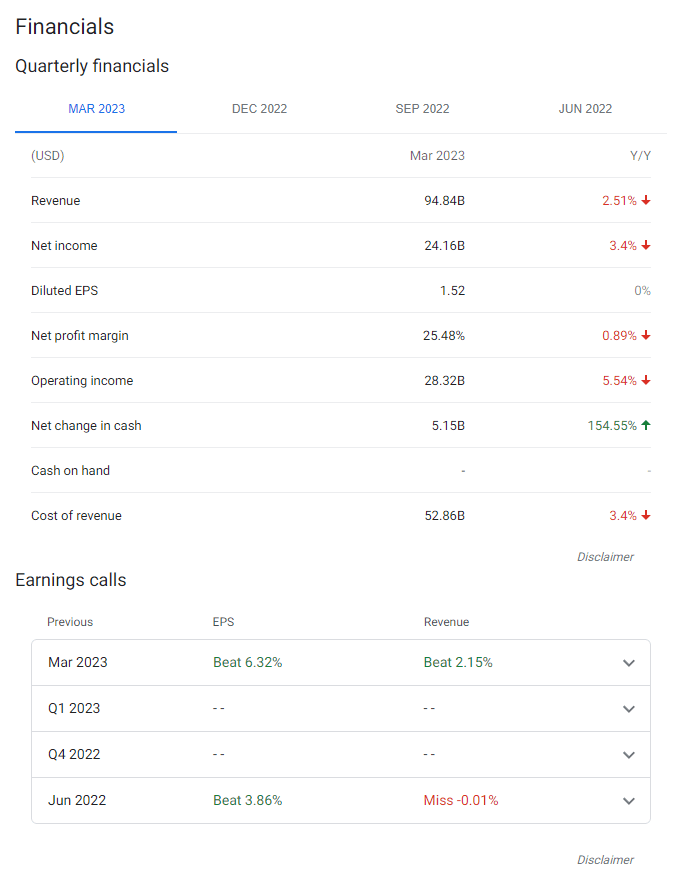 Financials
Quarterly financials
MAR 2023 DEC 2022 SEP 2022 JUN 2022
(USD) Mar 2023 Y/Y
Revenue 94.84B 2.51%
Net income 24.16B 3.4%
Diluted EPS 1.52 0%
Net profit margin 25.48% 0.89%
Operating income 28.32B 5.54%
Net change in cash 5.15B 154.55%
Cash on hand - -
Cost of revenue 52.86B 3.4%
Disclaimer
Earnings calls
Previous EPS Revenue
Mar 2023 Beat 6.32% Beat 2.15%
Q1 2023 - - - -
Q4 2022 - - - -
Jun 2022 Beat 3.86% Miss -0.01%
Disclaimer